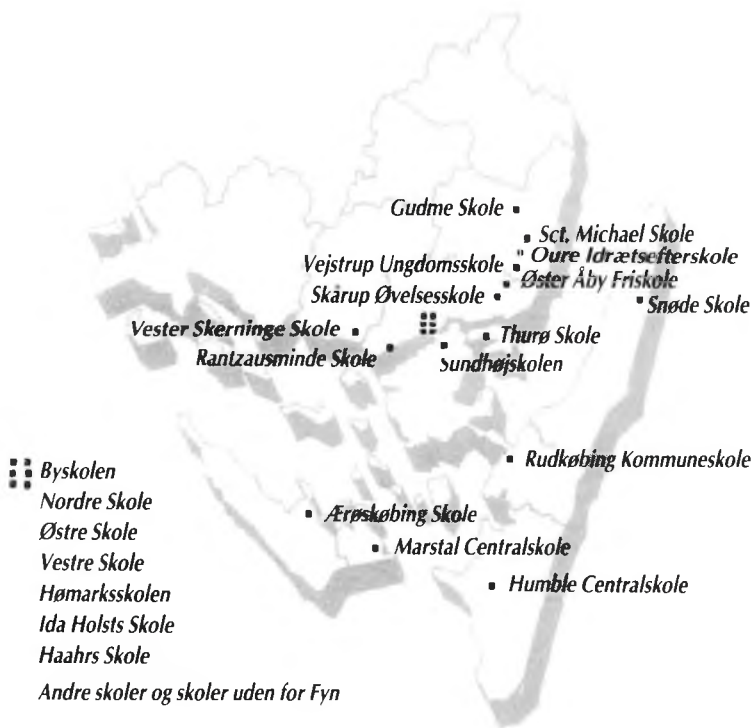 Gudme Skole
Sct. Michael Skole
Oure Idrætsefterskole
Vejstrup Ungdomsskole
Øster Åby Friskole
Skårup Øvelsesskole
Snøde Skole
Vester Skerninge Skole
Thurø Skole
Rantzausminde Skole
Sundhøjskolen
Rudkøbing Kommuneskole
Byskolen
Nordre Skole
Ærøskøbing Skole
Østre Skole
Marstal Centralskole
Vestre Skole
Humble Centralskole
Hømarksskolen
Ida Holsts Skole
Haahrs Skole
Andre skoler og skoler uden for Fyn